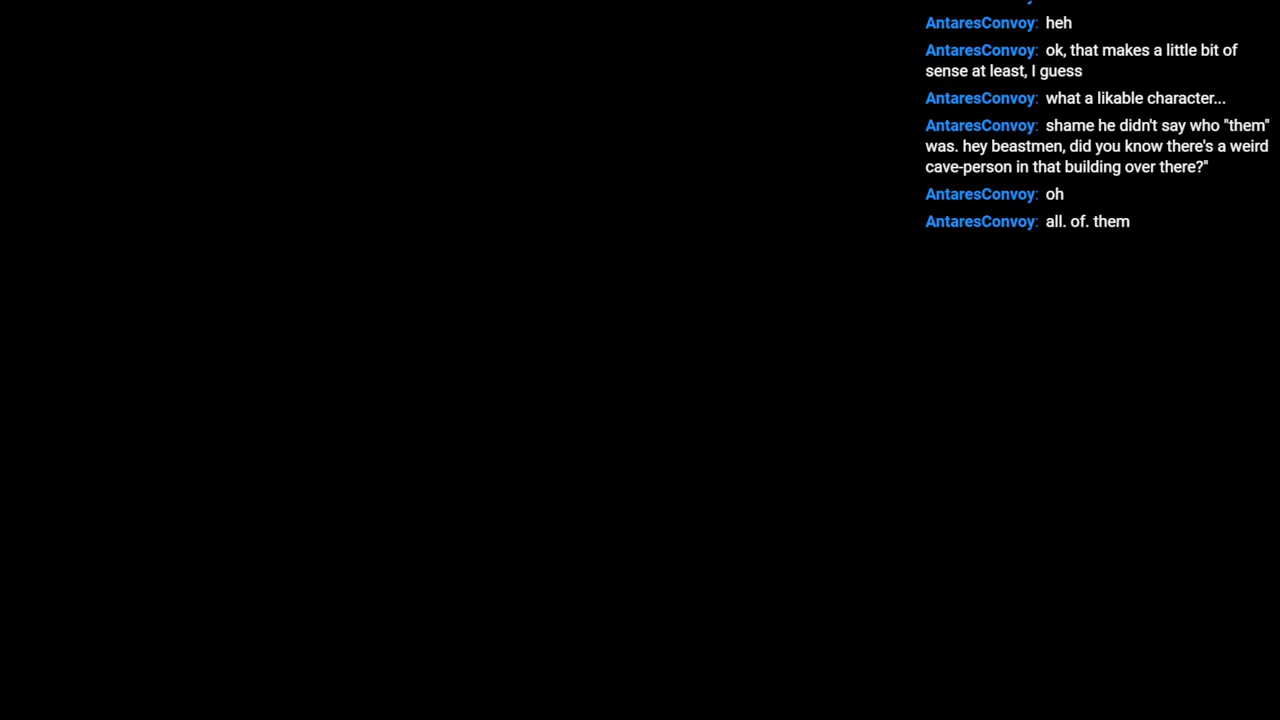 AntaresConvoy: heh
AntaresConvoy: ok, that makes a little bit of
sense at least, I guess
AntaresConvoy: what a likable character...
AntaresConvoy: shame he didn't say who "them"
was. hey beastmen, did you know there's a weird
cave-person in that building over there?"
AntaresConvoy: oh
AntaresConvoy: all. of. them